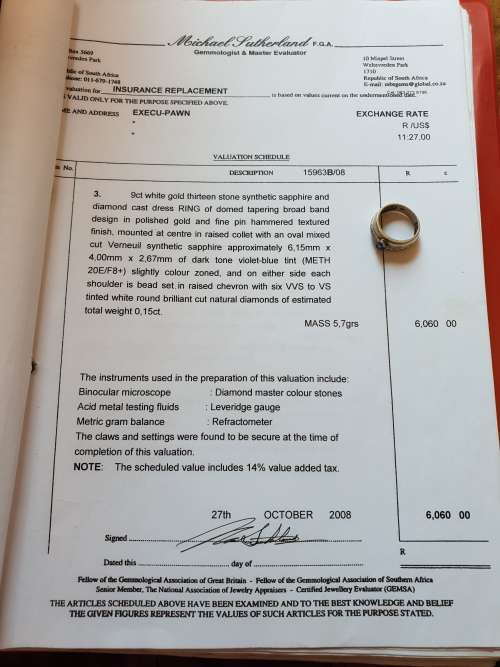 Michael Sutherland F.G.A.
Gemmologist & Master Evaluator
Box 5669
Park
Republic of South Africa
phone: 011-679-1768
10 Mispel Street
Weltevreden Park
1710
Republic of South Africa
E-mail:
valuation for INSURANCE REPLACEMENT is based on values current on the undermentioned date.
S VALID ONLY FOR THE PURPOSE SPECIFIED ABOVE.
ME AND ADDRESS EXECU-PAWN
"
"
EXCHANGE RATE
R /US$
11:27.00
VALUATION SCHEDULE
No. DESCRIPTION 15963B/08 R c
3. 9ct white gold thirteen stone synthetic sapphire and
diamond cast dress RING of domed tapering broad band
design in polished gold and fine pin hammered textured
finish, mounted at centre in raised collet with an oval mixed
cut Verneuil synthetic sapphire approximately 6,15mm x
4,00mm x 2,67mm of dark tone violet-blue tint (METH
20E/F8+) slightly colour zoned, and on either side each
shoulder is bead set in raised chevron with six VVS to VS
tinted white round brilliant cut natural diamonds of estimated
total weight 0,15ct.
MASS 5,7grs 6,060 00
The instruments used in the preparation of this valuation include:
Binocular microscope : Diamond master colour stones
Acid metal testing fluids : Leveridge gauge
Metric gram balance : Refractometer
The claws and settings were found to be secure at the time of
completion of this valuation.
NOTE: The scheduled value includes 14% value added tax.
27th OCTOBER 2008 6,060 00
Signed
R
Dated this day of
Fellow of the Gemmological Association of Great Britain - Fellow of the Gemmological Association of Southern Africa
Senior Member, The National Association of Jewelry Appraisers - Certified Jewellery Evaluator (GEMSA)
THE ARTICLES SCHEDULED ABOVE HAVE BEEN EXAMINED AND TO THE BEST KNOWLEDGE AND BELIEF
THE GIVEN FIGURES REPRESENT THE VALUES OF SUCH ARTICLES FOR THE PURPOSE STATED.